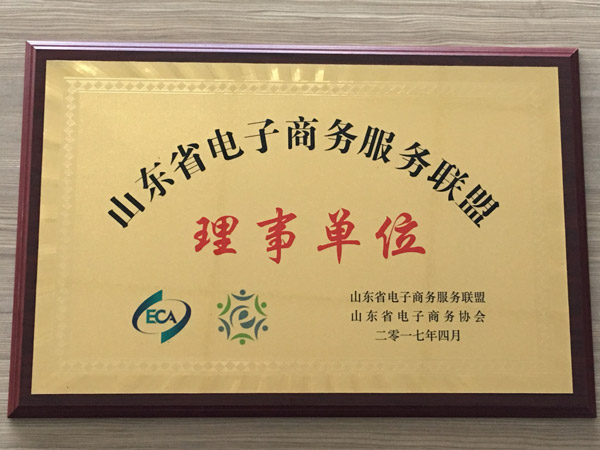 山东省电子商务服务联盟
理事单位
ECA
e
山东省电子商务服务联盟
山东省电子商务协会
二零一七年四月